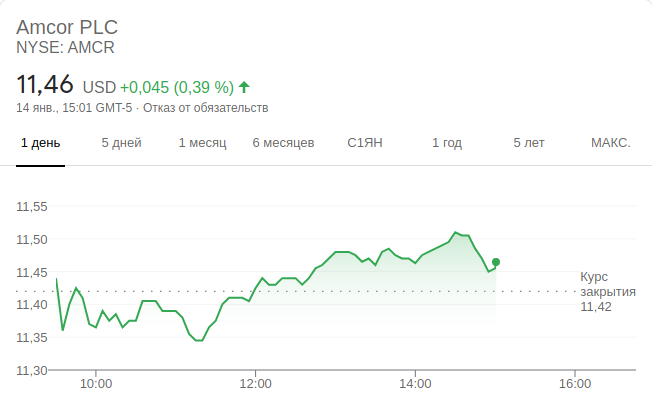 Amcor PLC
NYSE: AMCR
11,46 USD +0,045 (0,39 %)
14 янв., 15:01 GMT-5 · Отказ от обязательств
1 день 5 дней 1 месяц 6 месяцев С1ЯН 1 год 5 лет МАКС.
11,55
11,50
11,45
11,40
11,35
11,30
Курс
закрытия
11,42
10:00 12:00 14:00 16:00